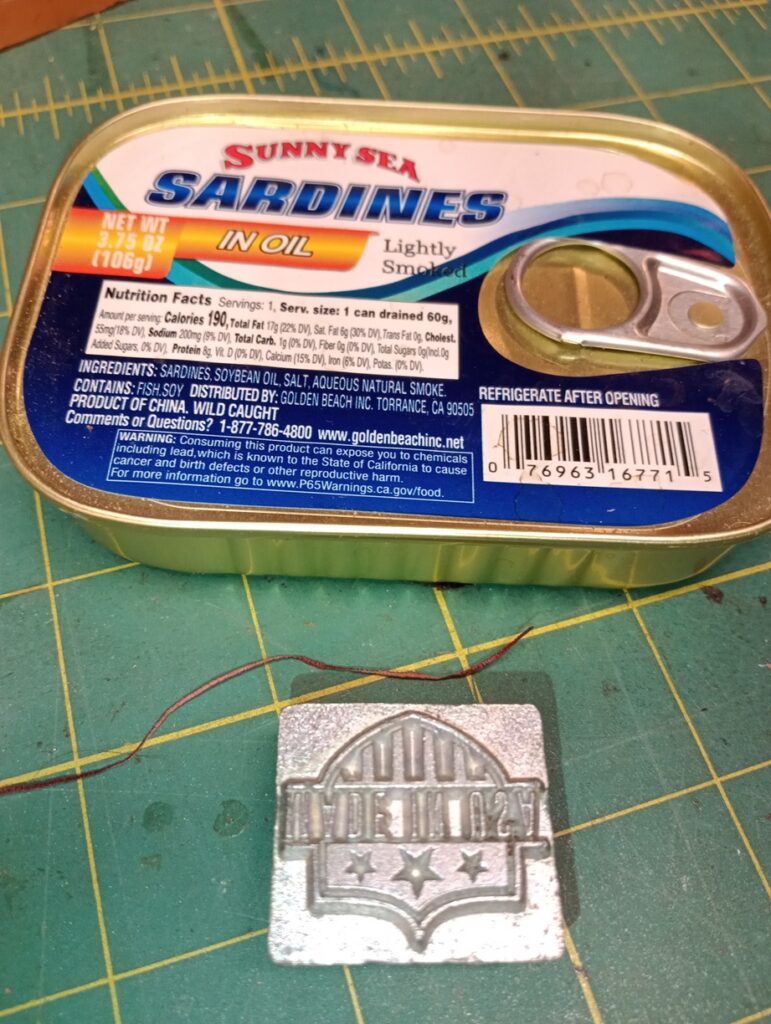 SUNNY SEA
SARDINES
NET WT
3.75 OZ
(106g)
IN OIL
Lightly
Smoked
Nutrition Facts Servings: 1, Serv. size: 1 can drained 60g,
Amount per serving: Calories 190, Total Fat 17g (22% DV), Sat. Fat 6g (30% DV), Trans Fat 0g, Cholest.
55mg(18% DV), Sodium 200mg (9% DV), Total Carb. 1g (0% DV), Fiber 0g (0% DV), Total Sugars 0g(Incl.0g
Added Sugars, 0% DV), Protein 8g, Vit. D (0% DV), Calcium (15% DV), Iron (6% DV), Potas. (0% DV).
INGREDIENTS: SARDINES, SOYBEAN OIL, SALT, AQUEOUS NATURAL SMOKE.
CONTAINS: FISH.SOY DISTRIBUTED BY: GOLDEN BEACH INC. TORRANCE, CA 90505
PRODUCT OF CHINA. WILD CAUGHT
Comments or Questions? 1-877-786-4800 www.goldenbeachinc.net
WARNING: Consuming this product can expose you to chemicals
including lead,which is known to the State of California to cause
cancer and birth defects or other reproductive harm.
For more information go to www.P65Warnings.ca.gov/food.
REFRIGERATE AFTER OPENING
0 76963 16771 5
MADE IN USA